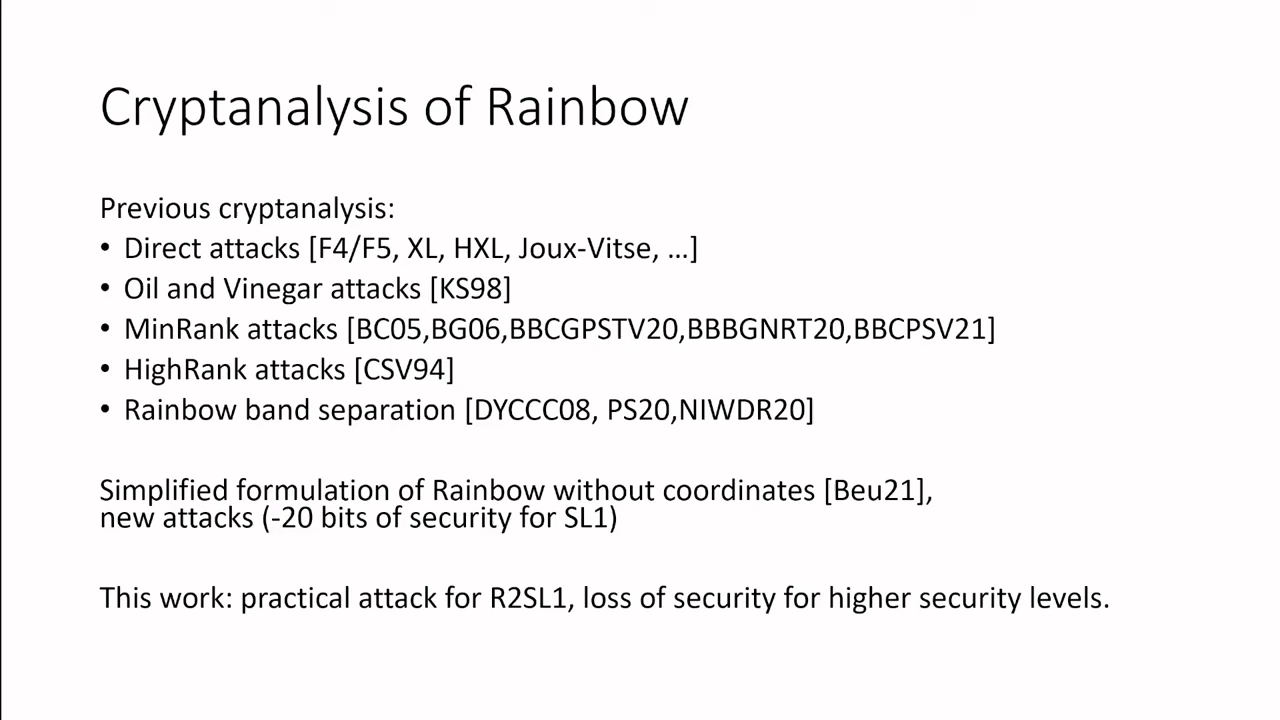 Cryptanalysis of Rainbow
Previous cryptanalysis:
• Direct attacks [F4/F5, XL, HXL, Joux-Vitse, …]
• Oil and Vinegar attacks [KS98]
• MinRank attacks [BC05,BG06,BBCGPSTV20,BBBGNRT20,BBCPSV21]
• HighRank attacks [CSV94]
• Rainbow band separation [DYCCC08, PS20,NIWDR20]
Simplified formulation of Rainbow without coordinates [Beu21],
new attacks (-20 bits of security for SL1)
This work: practical attack for R2SL1, loss of security for higher security levels.